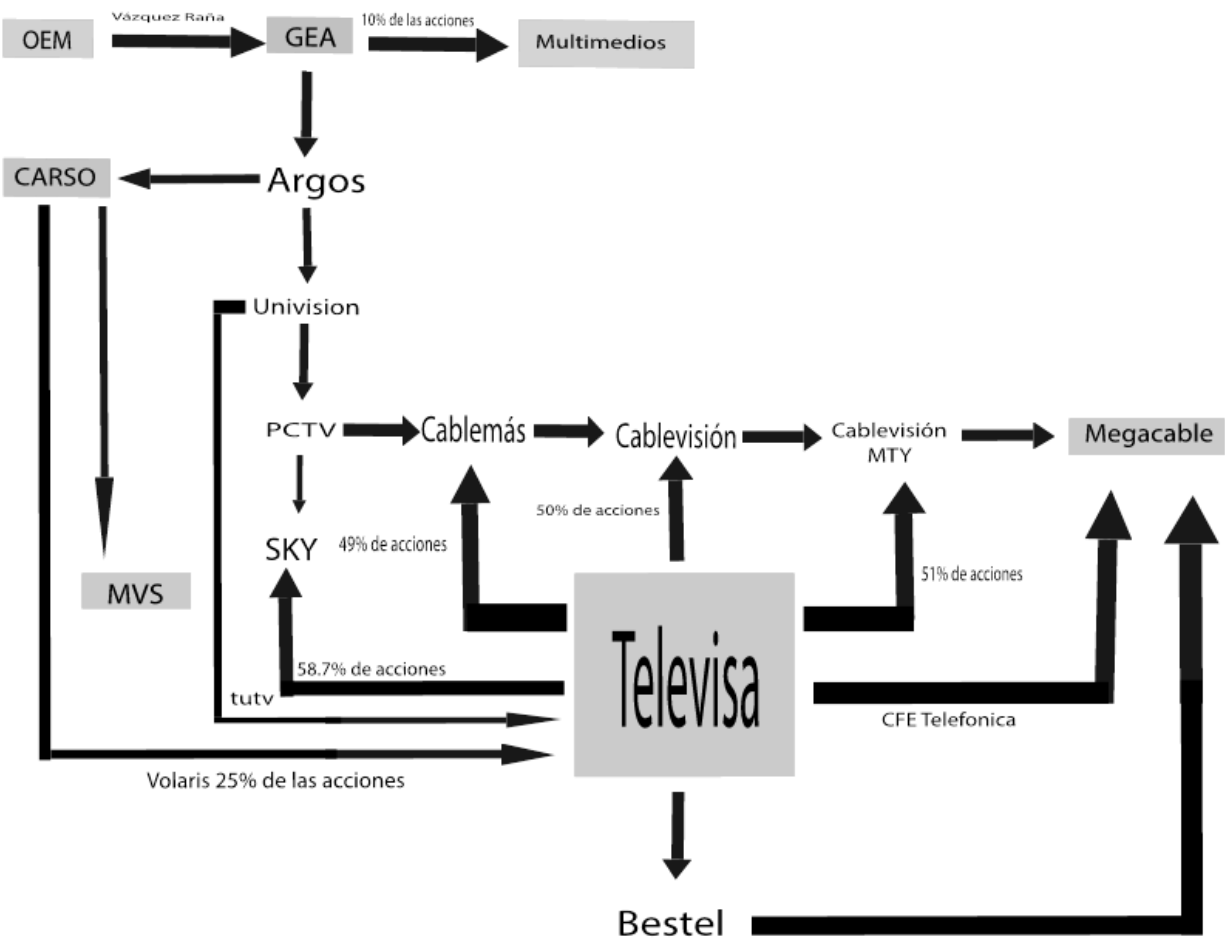 Vázquez Raña
10% de las acciones
OEM
GEA
Multimedios
CARSO
Argos
Univision
PCTV
Cablemás
Cablevisión
Cablevisión
MTY
Megacable
50% de acciones
SKY
49% de acciones
51% de acciones
MVS
Televisa
58.7% de acciones
tutv
CFE Telefonica
Volaris 25% de las acciones
Bestel